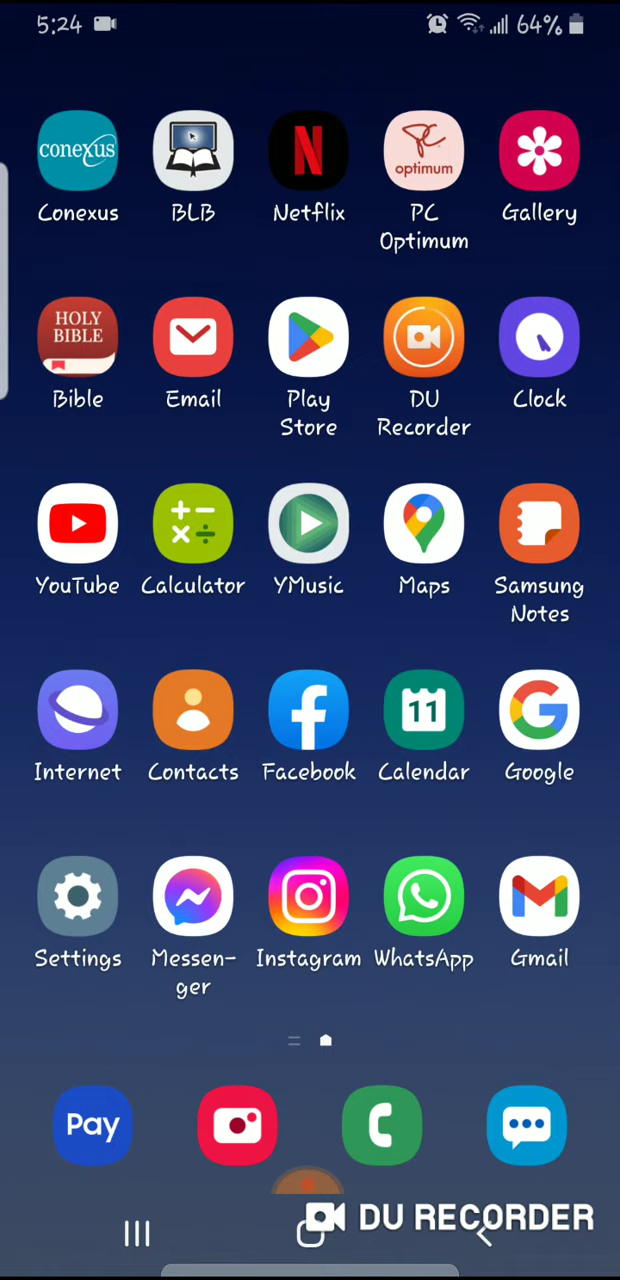 5:24 64%
conexus optimum
Conexus BLB Netflix PC Optimum Gallery
HOLY BIBLE
Bible Email Play Store DU Recorder Clock
YouTube Calculator YMusic Maps Samsung Notes
11
Internet Contacts Facebook Calendar Google
Settings Messen-ger Instagram WhatsApp Gmail
Pay
DU RECORDER